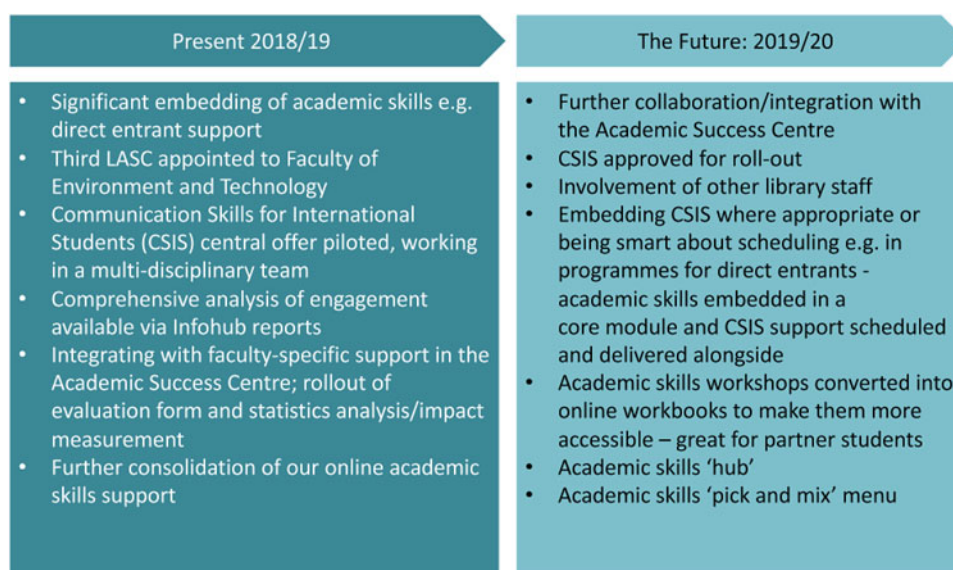 Present 2018/19
• Significant embedding of academic skills e.g.
direct entrant support
• Third LASC appointed to Faculty of
Environment and Technology
• Communication Skills for International
Students (CSIS) central offer piloted, working
in a multi-disciplinary team
• Comprehensive analysis of engagement
available via Infohub reports
• Integrating with faculty-specific support in the
Academic Success Centre; rollout of
evaluation form and statistics analysis/impact
measurement
• Further consolidation of our online academic
skills support
The Future: 2019/20
• Further collaboration/integration with
the Academic Success Centre
• CSIS approved for roll-out
• Involvement of other library staff
• Embedding CSIS where appropriate or
being smart about scheduling e.g. in
programmes for direct entrants -
academic skills embedded in a
core module and CSIS support scheduled
and delivered alongside
• Academic skills workshops converted into
online workbooks to make them more
accessible – great for partner students
• Academic skills ‘hub’
• Academic skills ‘pick and mix’ menu